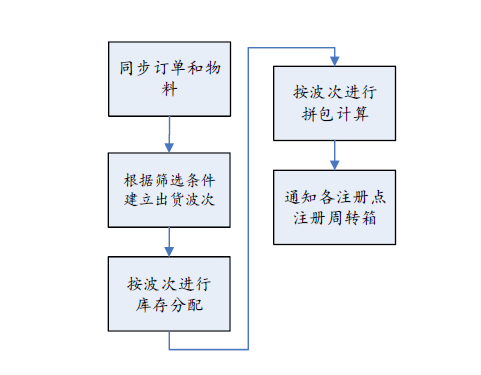 同步订单和物
料
根据筛选条件
建立出货波次
按波次进行
库存分配
按波次进行
拼包计算
通知各注册点
注册周转箱